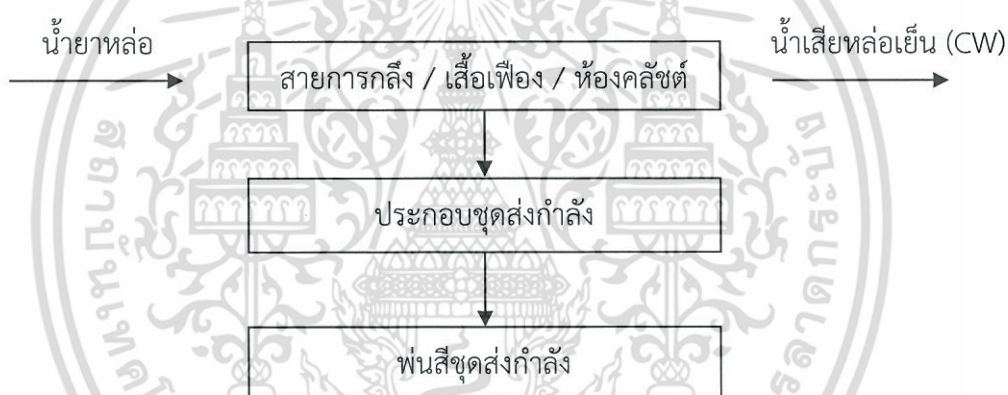 น้ำยาหล่อ
น้ำเสียหล่อเย็น (CW)
สายการกลึง / เสื้อเฟือง / ห้องคลัชต์
ประกอบชุดส่งกำลัง
พ่นสีชุดส่งกำลัง